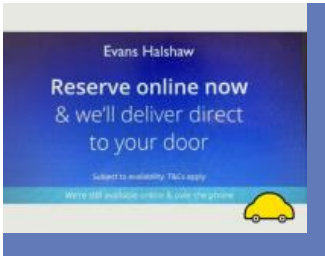 Evans Halshaw
Reserve online now
& we'll deliver direct
to your door
Subject to availability. T&Cs apply
We're still available online & over the phone